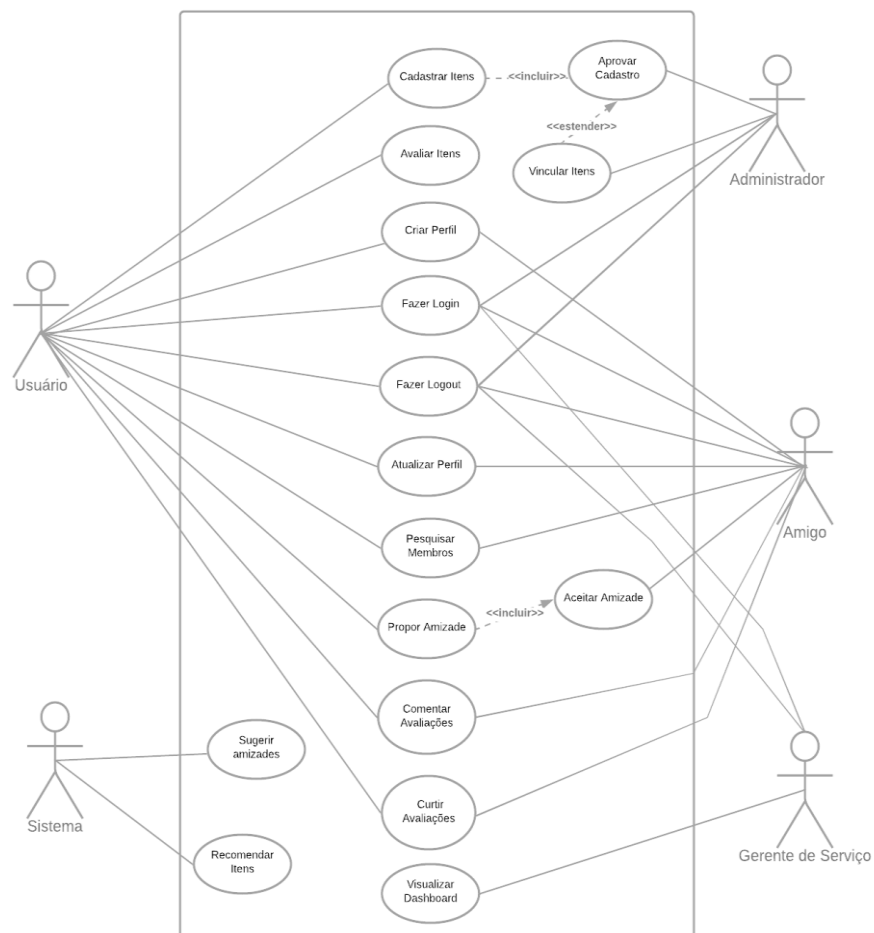 Cadastrar Itens
<<incluir>>
Aprovar
Cadastro
<<estender>>
Avaliar Itens
Vincular Itens
Administrador
Criar Perfil
Fazer Login
Usuário
Fazer Logout
Atualizar Perfil
Amigo
Pesquisar
Membros
Propor Amizade
<<incluir>>
Aceitar Amizade
Comentar
Avaliações
Sugerir
amizades
Sistema
Curtir
Avaliações
Recomendar
Itens
Gerente de Serviço
Visualizar
Dashboard